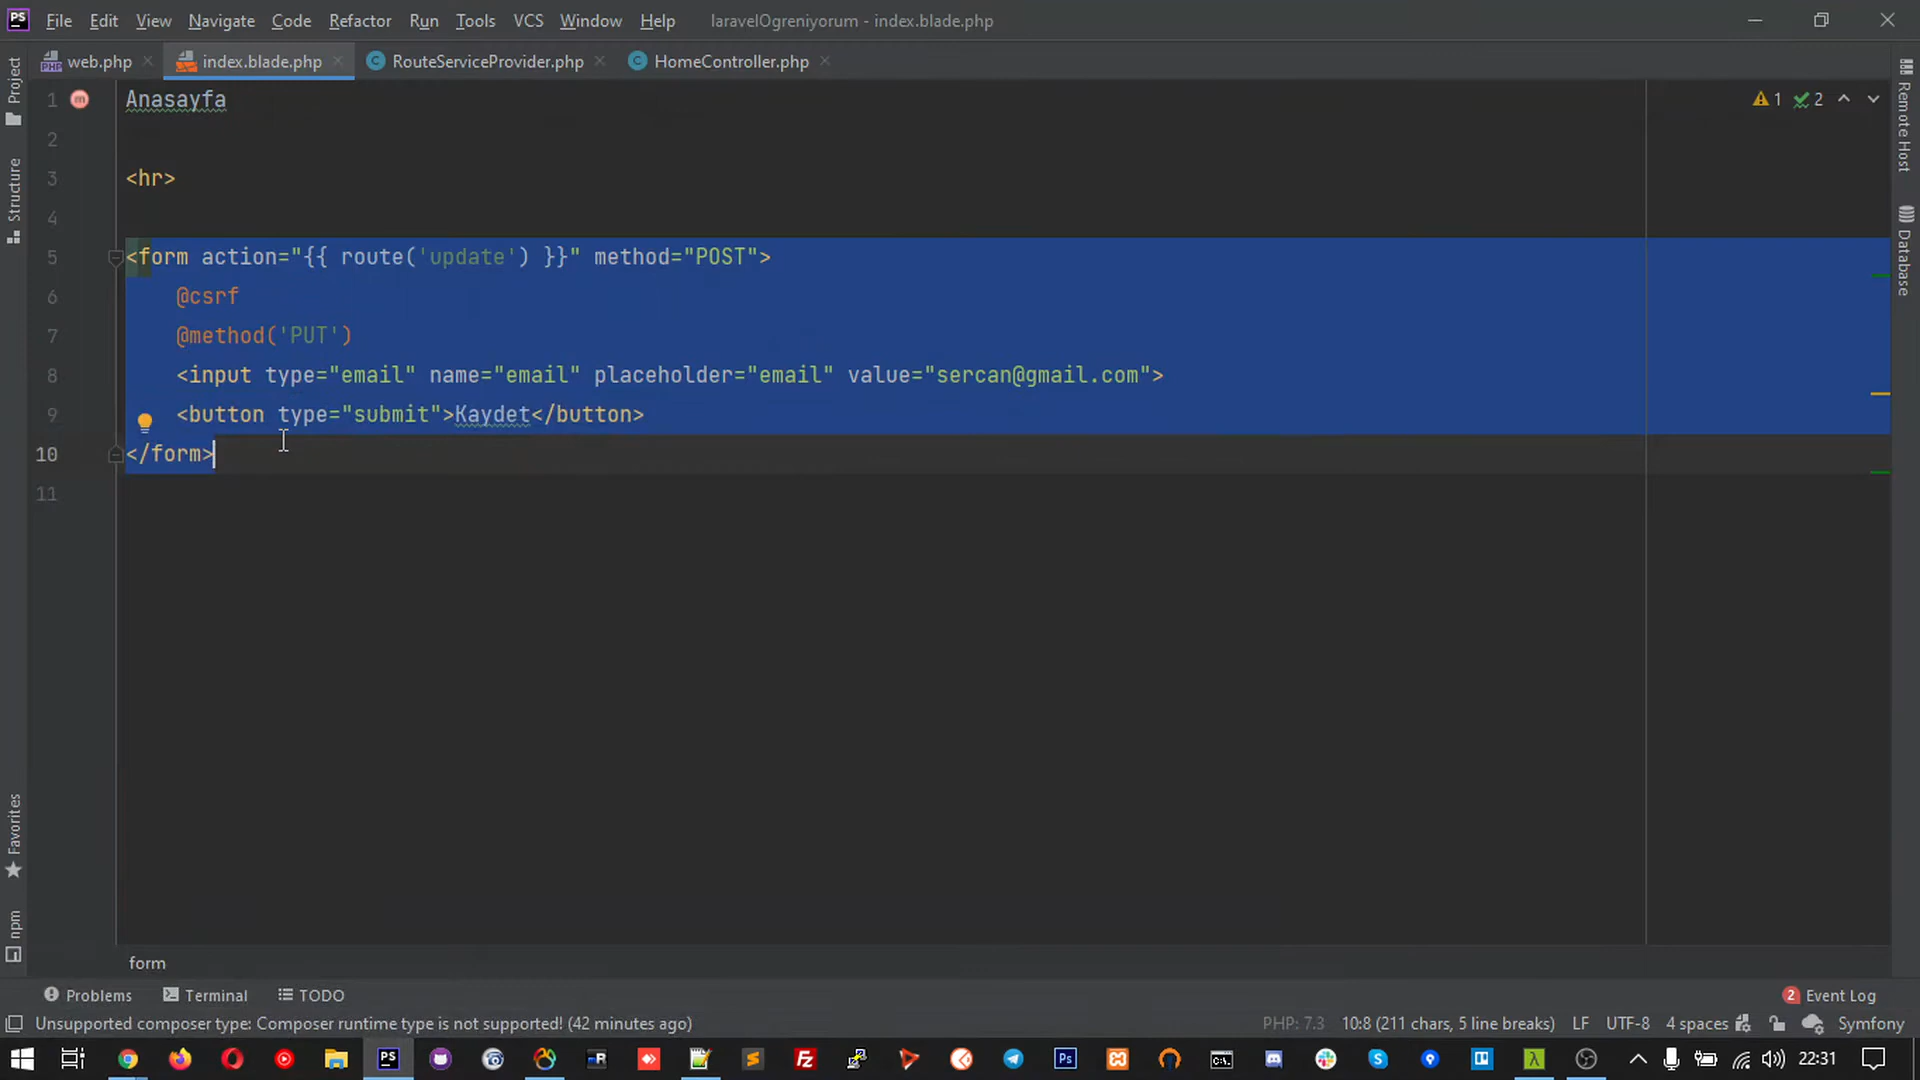 PS File Edit View Navigate Code Refactor Run Tools VCS Window Help laravelOgreniyorum - index.blade.php
web.php index.blade.php RouteServiceProvider.php HomeController.php
Project
Structure
Favorites
npm
Remote Host
Database
1 Anasayfa 1 2
2
3 <hr>
4
5 <form action="{{ route('update') }}" method="POST">
6 @csrf
7 @method('PUT')
8 <input type="email" name="email" placeholder="email" value="sercan@gmail.com">
9 <button type="submit">Kaydet</button>
10 </form>
11
form
Problems Terminal TODO 2 Event Log
Unsupported composer type: Composer runtime type is not supported! (42 minutes ago) PHP: 7.3 10:8 (211 chars, 5 line breaks) LF UTF-8 4 spaces Symfony
22:31